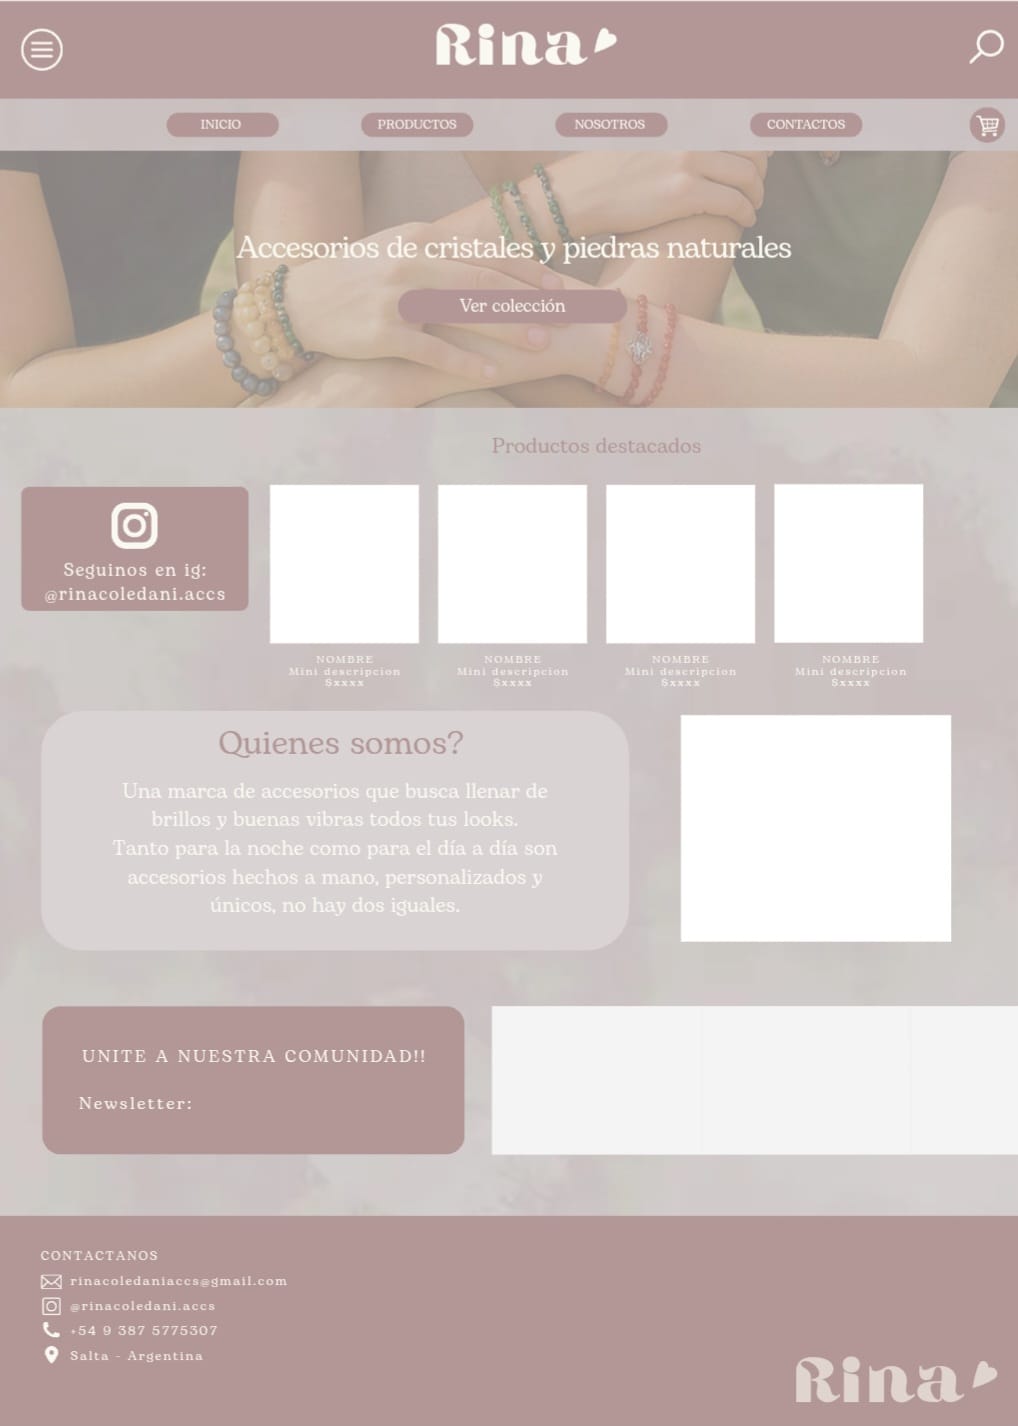 Rina
INICIO
PRODUCTOS
NOSOTROS
CONTACTOS
Accesorios de cristales y piedras naturales
Ver colección
Productos destacados
Seguinos en ig:
@rinacoledani.accs
NOMBRE
Mini descripcion
$xxxx
NOMBRE
Mini descripcion
$xxxx
NOMBRE
Mini descripcion
$xxxx
NOMBRE
Mini descripcion
$xxxx
Quienes somos?
Una marca de accesorios que busca llenar de
brillos y buenas vibras todos tus looks.
Tanto para la noche como para el día a día son
accesorios hechos a mano, personalizados y
únicos, no hay dos iguales.
UNITE A NUESTRA COMUNIDAD!!
Newsletter:
CONTACTANOS
rinacoledaniaccs@gmail.com
@rinacoledani.accs
+54 9 387 5775307
Salta - Argentina
Rina